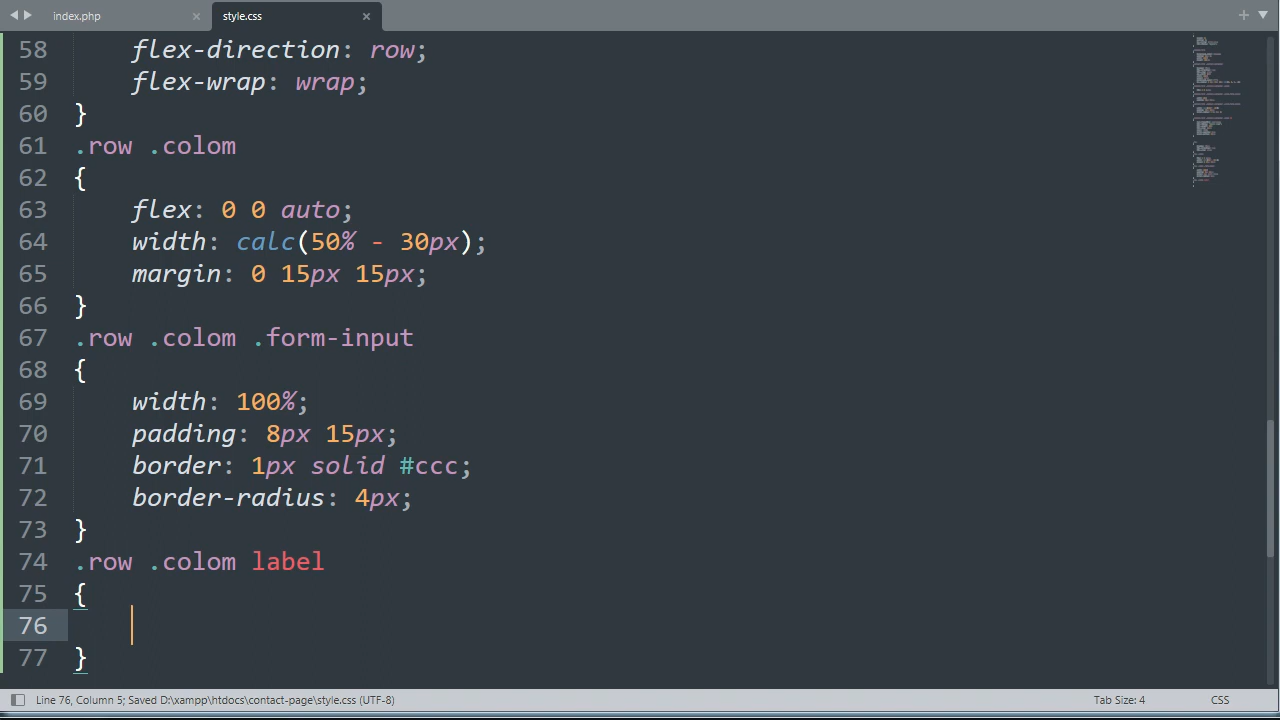 index.php × style.css ×
58 flex-direction: row;
59 flex-wrap: wrap;
60 }
61 .row .colom
62 {
63 flex: 0 0 auto;
64 width: calc(50% - 30px);
65 margin: 0 15px 15px;
66 }
67 .row .colom .form-input
68 {
69 width: 100%;
70 padding: 8px 15px;
71 border: 1px solid #ccc;
72 border-radius: 4px;
73 }
74 .row .colom label
75 {
76
77 }
Line 76, Column 5; Saved D:\xampp\htdocs\contact-page\style.css (UTF-8) Tab Size: 4 CSS